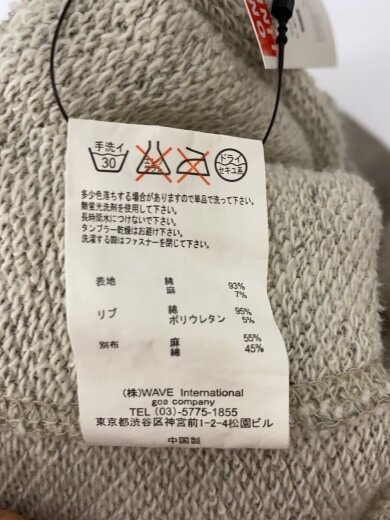 手洗イ
30
ドライ
セキユ系
多少色落ちする場合がありますので単品で洗って下さい。
無蛍光洗剤を使用して下さい。
長時間水につけないで下さい。
タンブラー乾燥はお避け下さい。
洗濯する際はファスナーを閉じて下さい。
表地 綿 93%
麻 7%
リブ 綿 95%
ポリウレタン 5%
別布 麻 55%
綿 45%
(株)WAVE International
goa company
TEL (03)-5775-1855
東京都渋谷区神宮前1-2-4松園ビル
中国製